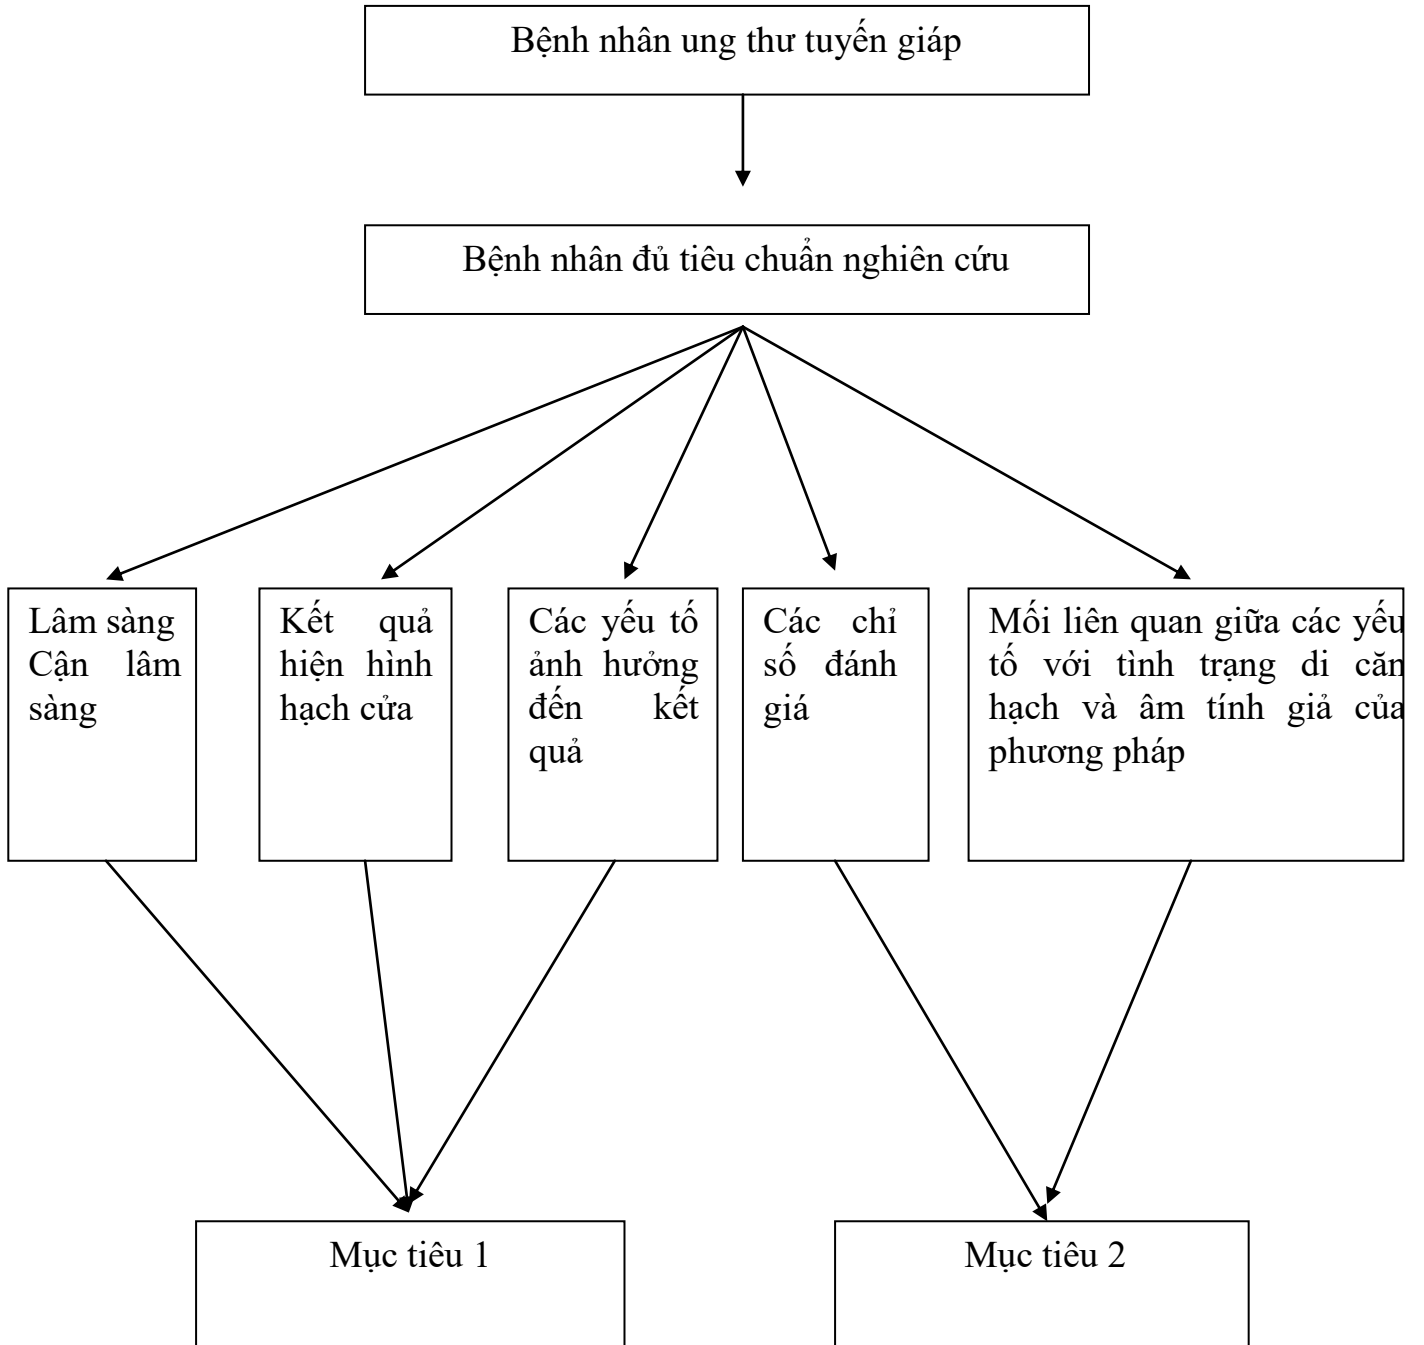 Bệnh nhân ung thư tuyến giáp
Bệnh nhân đủ tiêu chuẩn nghiên cứu
Lâm sàng
Cận lâm
sàng
Kết quả
hiện hình
hạch cửa
Các yếu tố
ảnh hưởng
đến kết
quả
Các chỉ
số đánh
giá
Mối liên quan giữa các yếu
tố với tình trạng di căn
hạch và âm tính giả của
phương pháp
Mục tiêu 1
Mục tiêu 2